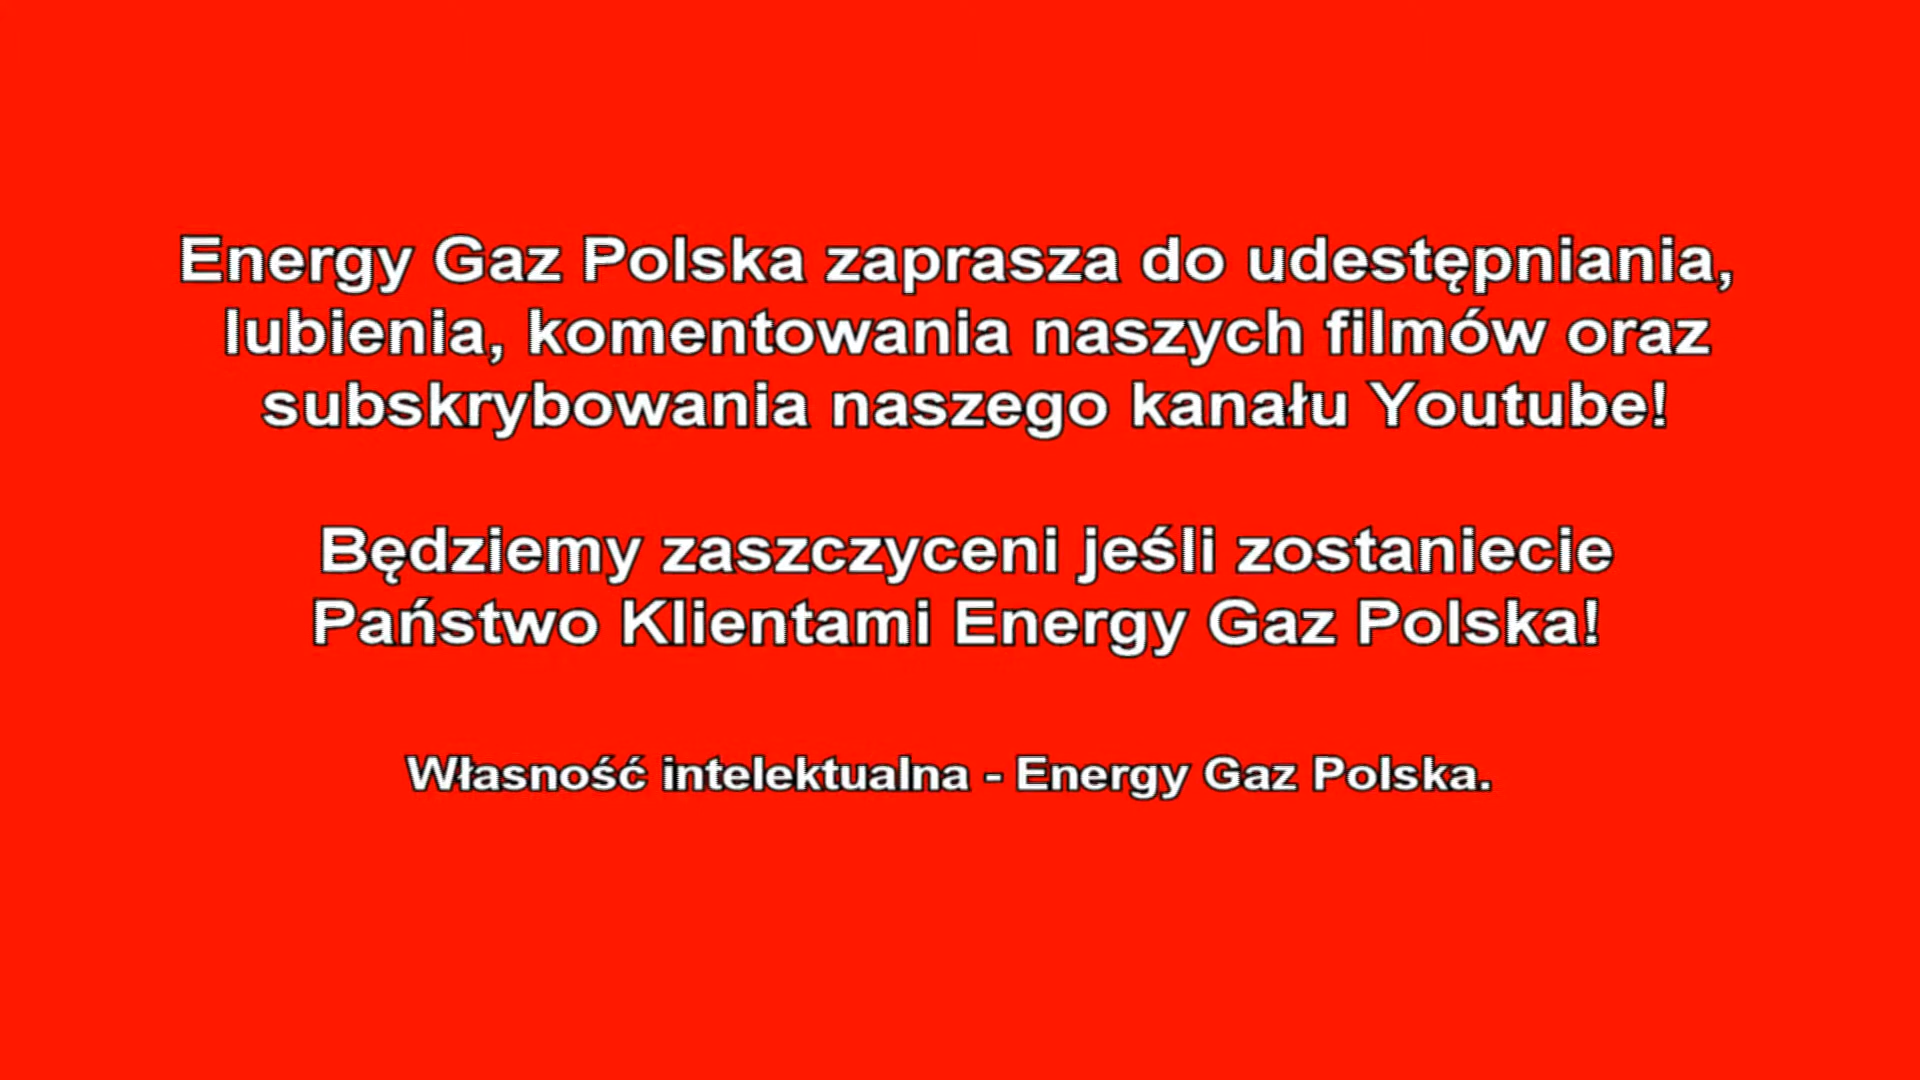 Energy Gaz Polska zaprasza do udestępniania,
lubienia, komentowania naszych filmów oraz
subskrybowania naszego kanału Youtube!
Będziemy zaszczyceni jeśli zostaniecie
Państwo Klientami Energy Gaz Polska!
Własność intelektualna - Energy Gaz Polska.